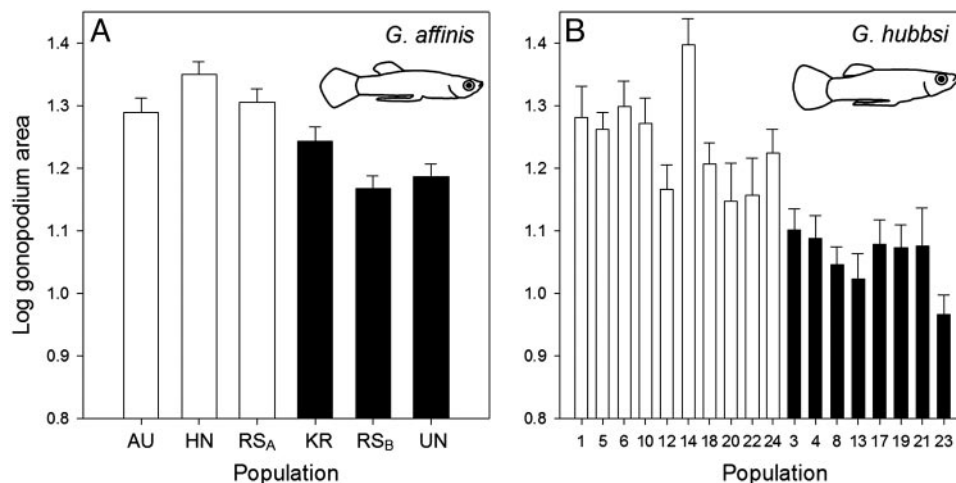 A
G. affinis
1.4
1.3
1.2
1.1
1.0
0.9
0.8
Log gonopodium area
AU HN RSA KR RSB UN
Population
B
G. hubbsi
1.4
1.3
1.2
1.1
1.0
0.9
0.8
1 5 6 10 12 14 18 20 22 24 3 4 8 13 17 19 21 23
Population